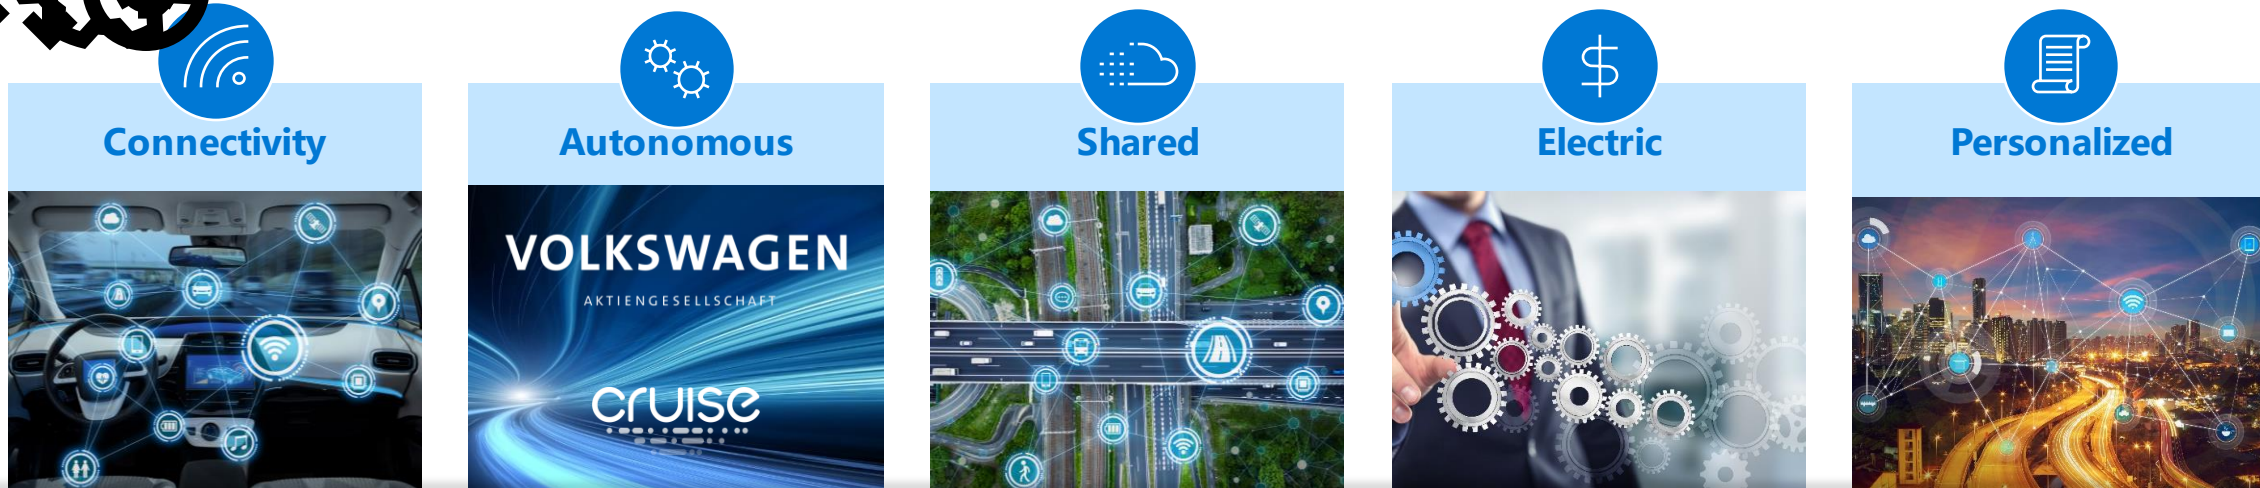 Connectivity
Autonomous
Shared
Electric
Personalized
VOLKSWAGEN
AKTIENGESELLSCHAFT
cruise